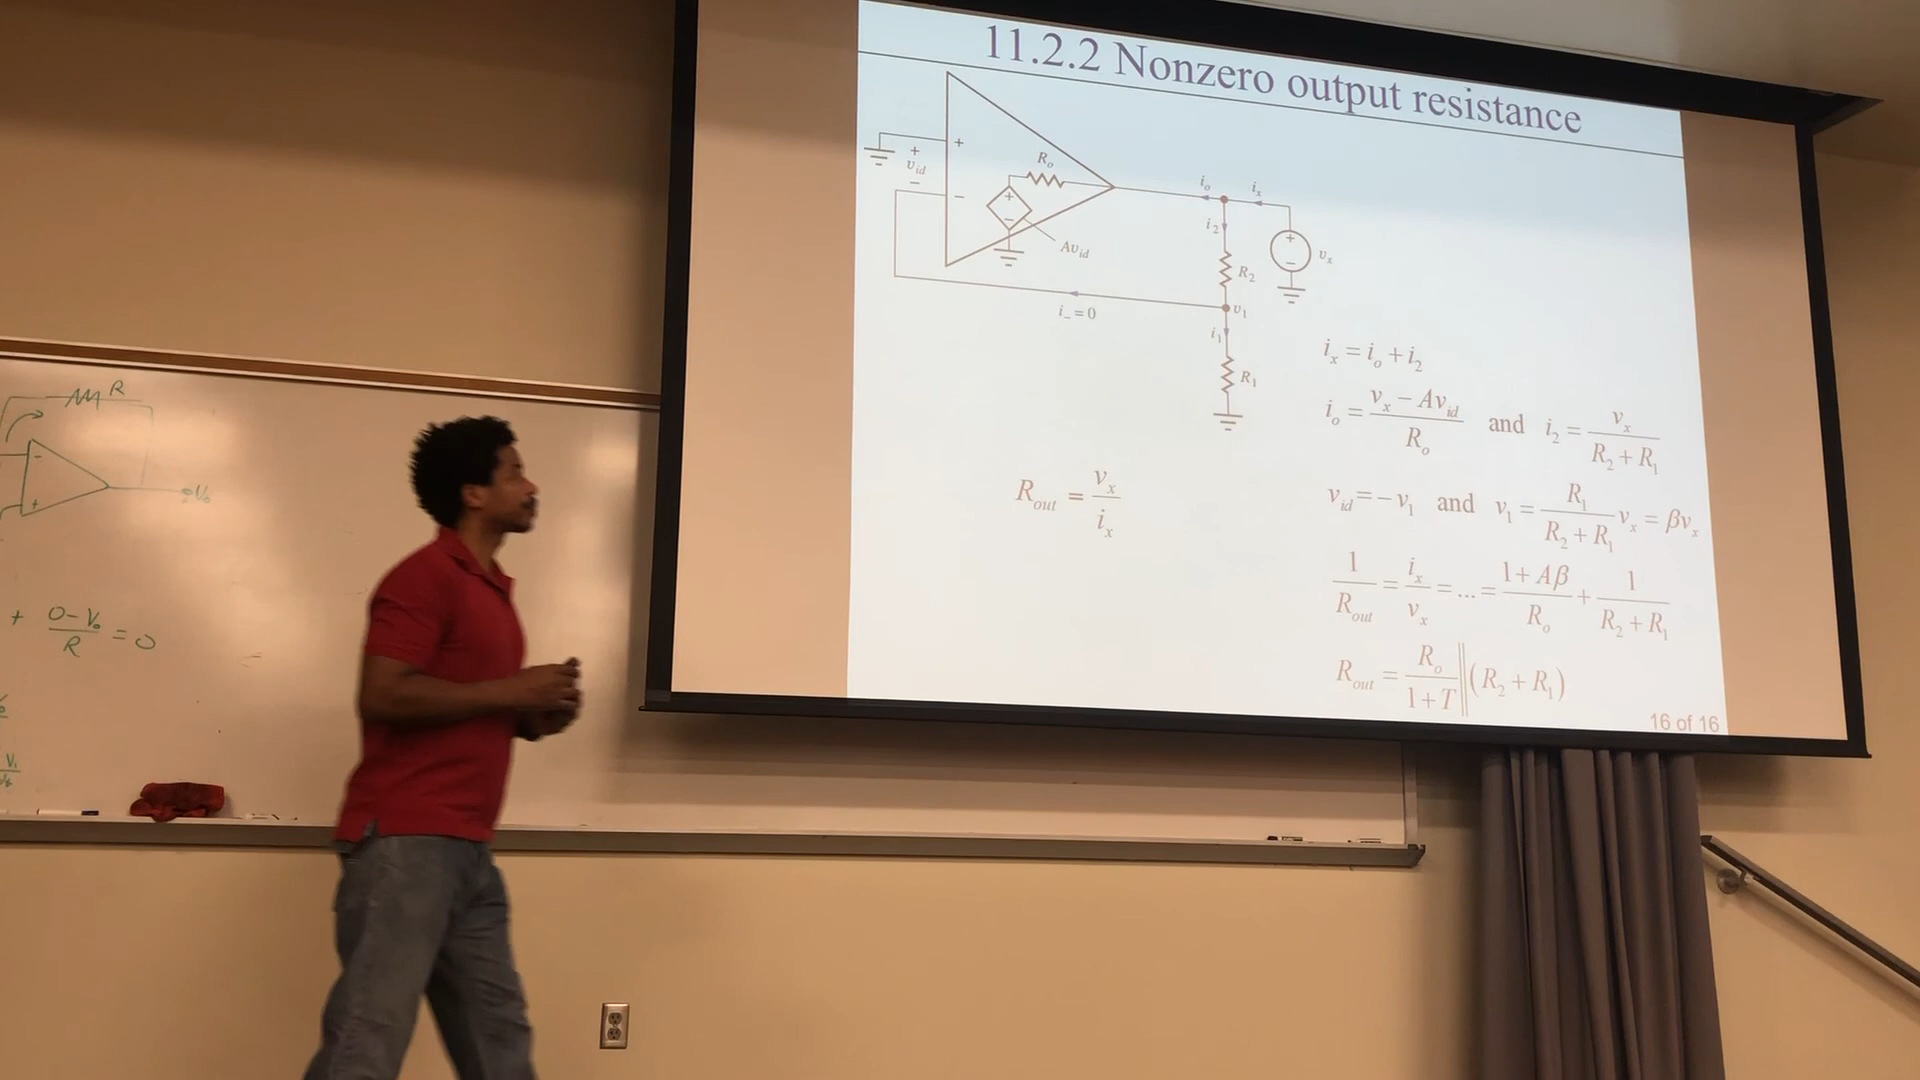 11.2.2 Nonzero output resistance
+
+
v_id
−
−
R_o
+
−
Av_id
i_o
i_x
i_2
+
−
v_x
R_2
i_− = 0
v_1
i_1
R_1
i_x = i_o + i_2
i_o = (v_x − Av_id) / R_o and i_2 = v_x / (R_2 + R_1)
R_out = v_x / i_x
v_id = −v_1 and v_1 = R_1 / (R_2 + R_1) v_x = βv_x
1 / R_out = i_x / v_x = ... = (1 + Aβ) / R_o + 1 / (R_2 + R_1)
R_out = R_o / (1 + T) || (R_2 + R_1)
16 of 16
R
−
+
V_o
+ (0 − V_o) / R = 0